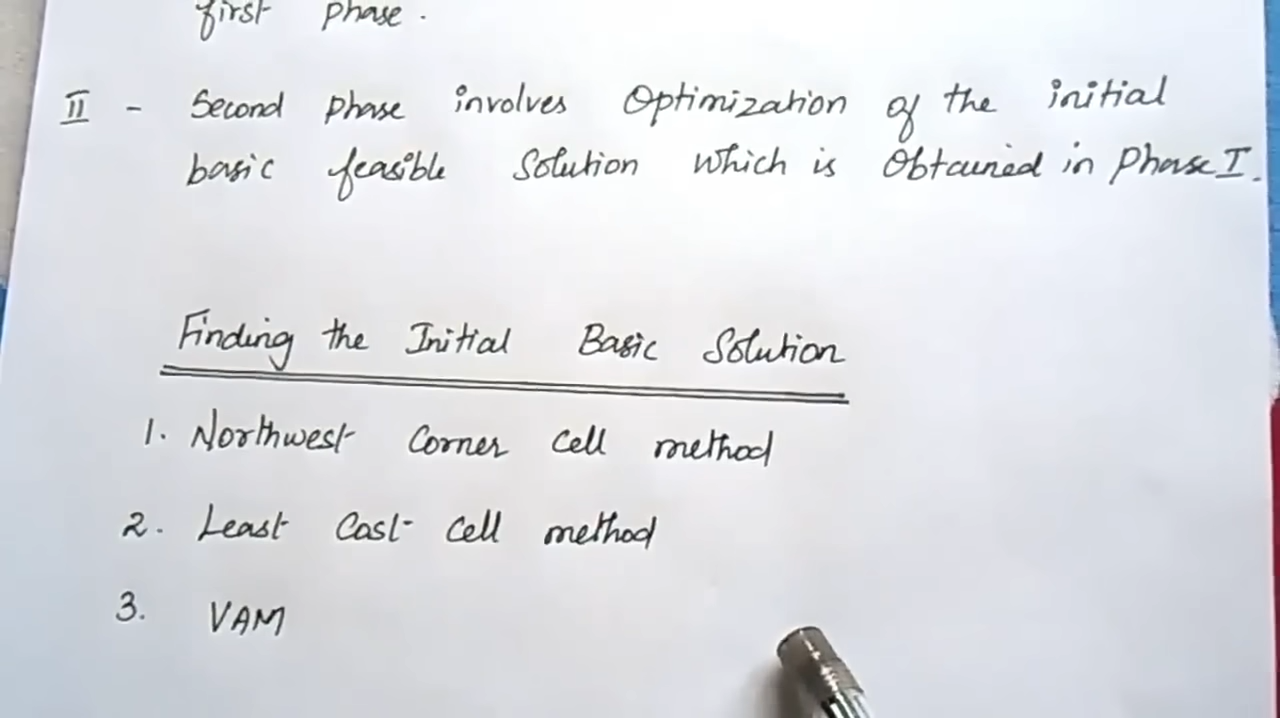 first phase.
II - Second phase involves Optimization of the initial
basic feasible Solution which is Obtained in Phase I.
Finding the Initial Basic Solution
1. Northwest Corner Cell method
2. Least Cost Cell method
3. VAM